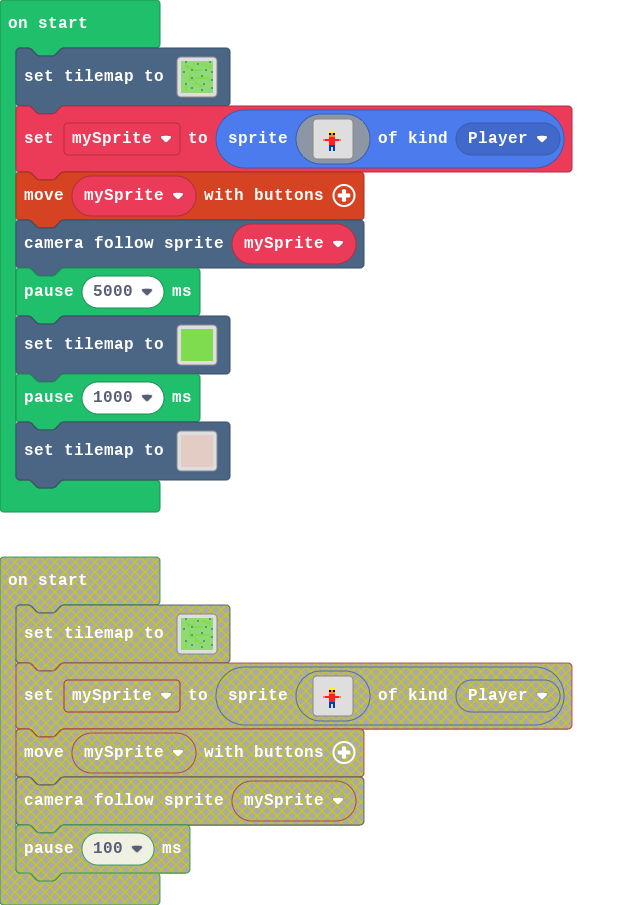 on start
set tilemap to
set mySprite to sprite of kind Player
move mySprite with buttons
camera follow sprite mySprite
pause 5000 ms
set tilemap to
pause 1000 ms
set tilemap to
on start
set tilemap to
set mySprite to sprite of kind Player
move mySprite with buttons
camera follow sprite mySprite
pause 100 ms